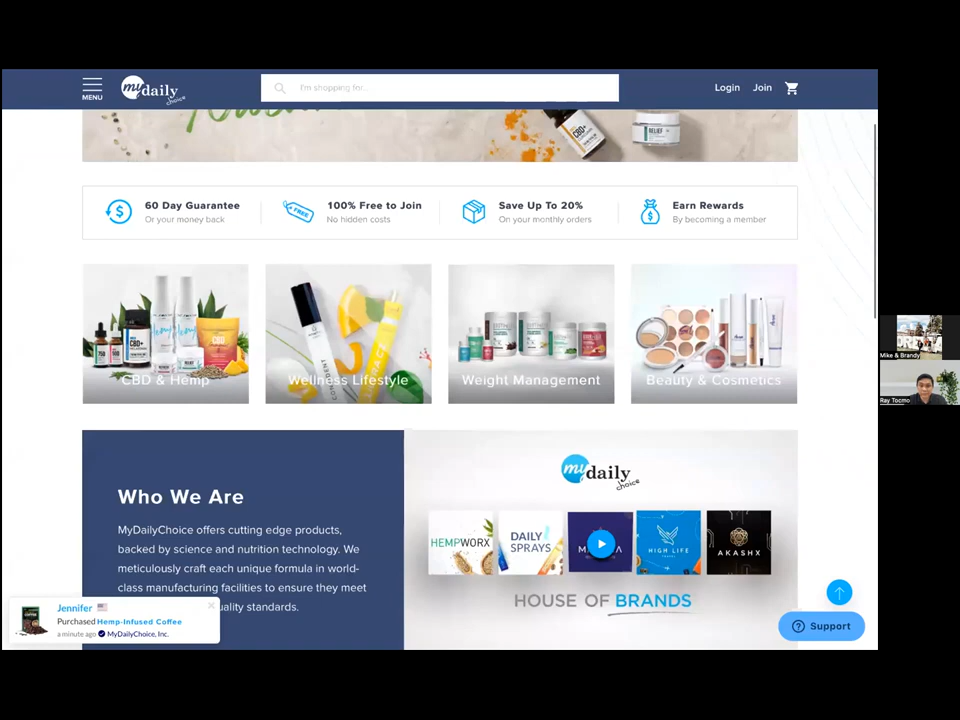 MENU
my daily choice
I'm shopping for...
Login
Join
CBD+
RELIEF
60 Day Guarantee
Or your money back
FREE
100% Free to Join
No hidden costs
Save Up To 20%
On your monthly orders
Earn Rewards
By becoming a member
CBD & Hemp
Wellness Lifestyle
Weight Management
Beauty & Cosmetics
Who We Are
MyDailyChoice offers cutting edge products,
backed by science and nutrition technology. We
meticulously craft each unique formula in world-
class manufacturing facilities to ensure they meet
uality standards.
my daily choice
HEMPWORX
DAILY
SPRAYS
HIGH LIFE
AKASHX
HOUSE OF BRANDS
Jennifer
Purchased Hemp-Infused Coffee
a minute ago MyDailyChoice, Inc.
Support
Mike & Brandy
Ray Tocmo